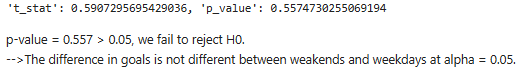 't_stat': 0.5907295695429036, 'p_value': 0.5574730255069194
p-value = 0.557 > 0.05, we fail to reject H0.
-->The difference in goals is not different between weakends and weekdays at alpha = 0.05.